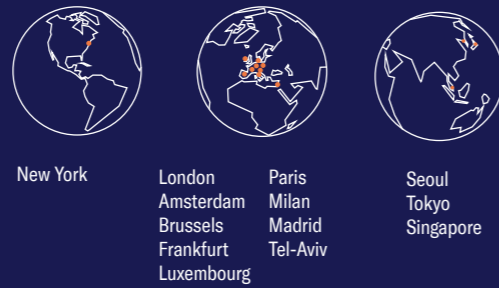 New York
London
Amsterdam
Brussels
Frankfurt
Luxembourg
Paris
Milan
Madrid
Tel-Aviv
Seoul
Tokyo
Singapore